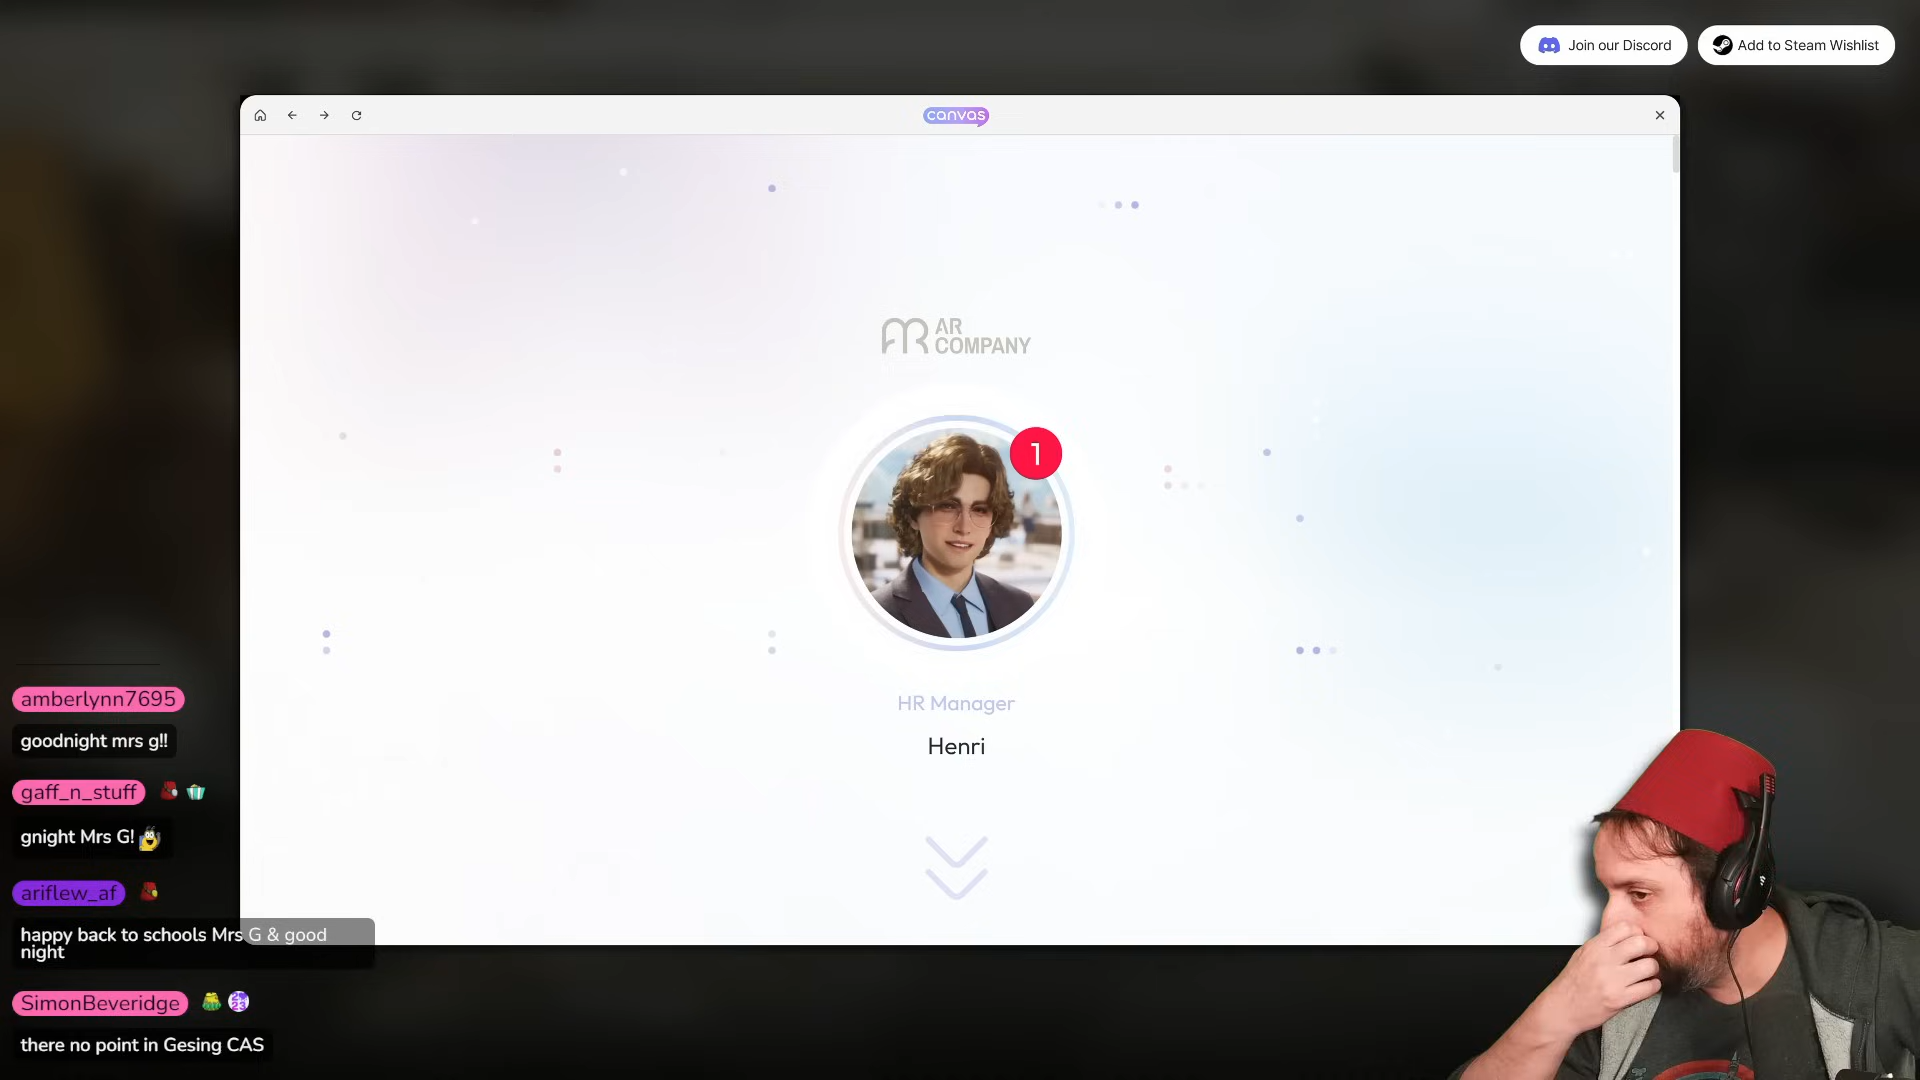 Join our Discord
Add to Steam Wishlist
canvas
AR
COMPANY
1
HR Manager
Henri
amberlynn7695
goodnight mrs g!!
gaff_n_stuff
gnight Mrs G!
ariflew_af
happy back to schools Mrs G & good
night
SimonBeveridge
there no point in Gesing CAS